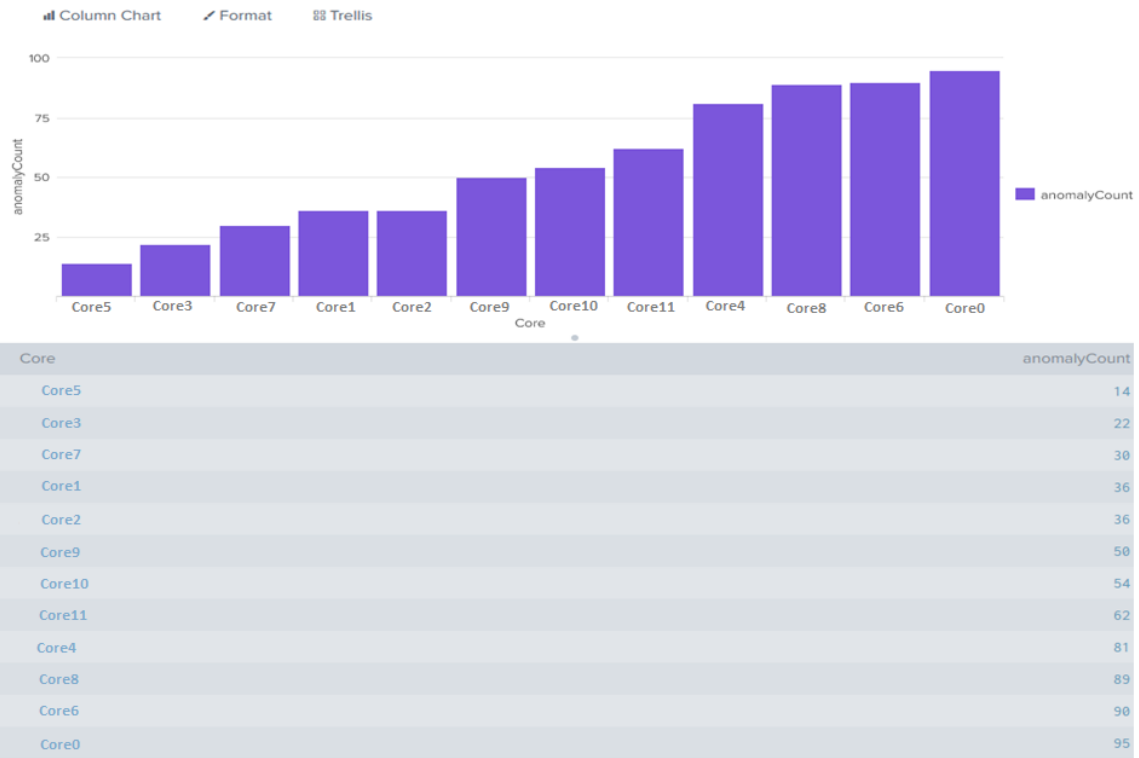 Column Chart Format Trellis
100
75
50
25
anomalyCount
anomalyCount
Core5 Core3 Core7 Core1 Core2 Core9 Core10 Core11 Core4 Core8 Core6 Core0
Core
Core anomalyCount
Core5 14
Core3 22
Core7 30
Core1 36
Core2 36
Core9 50
Core10 54
Core11 62
Core4 81
Core8 89
Core6 90
Core0 95